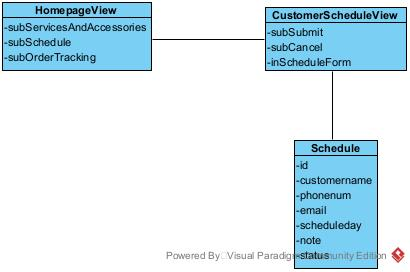 HomepageView
-subServicesAndAccessories
-subSchedule
-subOrderTracking
CustomerScheduleView
-subSubmit
-subCancel
-inScheduleForm
Schedule
-id
-customername
-phonenum
-email
-scheduleday
-note
-status
Powered By Visual Paradigm Community Edition